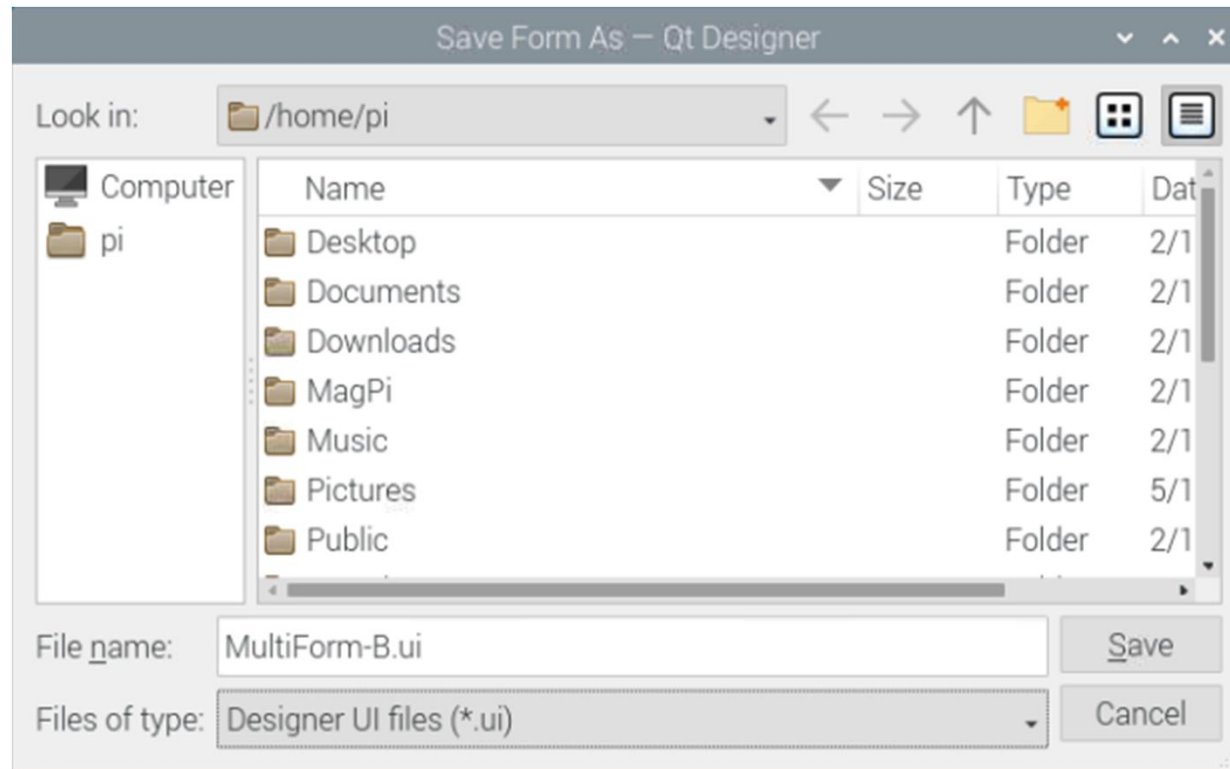 Save Form As — Qt Designer
Look in: /home/pi
Computer
pi
Name Size Type Dat
Desktop Folder 2/1
Documents Folder 2/1
Downloads Folder 2/1
MagPi Folder 2/1
Music Folder 2/1
Pictures Folder 5/1
Public Folder 2/1
File name: MultiForm-B.ui Save
Files of type: Designer UI files (*.ui) Cancel